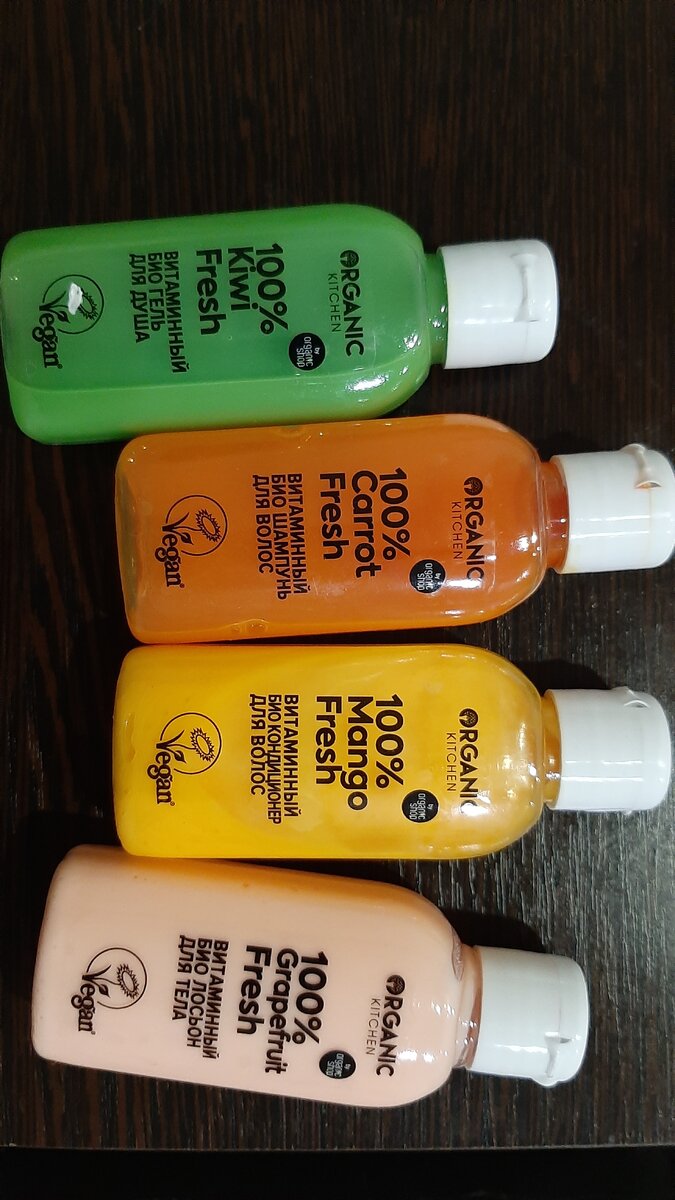 ORGANIC
KITCHEN
by
organic
shop
100%
Kiwi
Fresh
ВИТАМИННЫЙ
БИО ГЕЛЬ
ДЛЯ ДУША
Vegan
ORGANIC
KITCHEN
by
organic
shop
100%
Carrot
Fresh
ВИТАМИННЫЙ
БИО ШАМПУНЬ
ДЛЯ ВОЛОС
Vegan®
ORGANIC
KITCHEN
by
organic
shop
100%
Mango
Fresh
ВИТАМИННЫЙ
БИО КОНДИЦИОНЕР
ДЛЯ ВОЛОС
Vegan®
ORGANIC
KITCHEN
by
organic
shop
100%
Grapefruit
Fresh
ВИТАМИННЫЙ
БИО ЛОСЬОН
ДЛЯ ТЕЛА
Vegan®